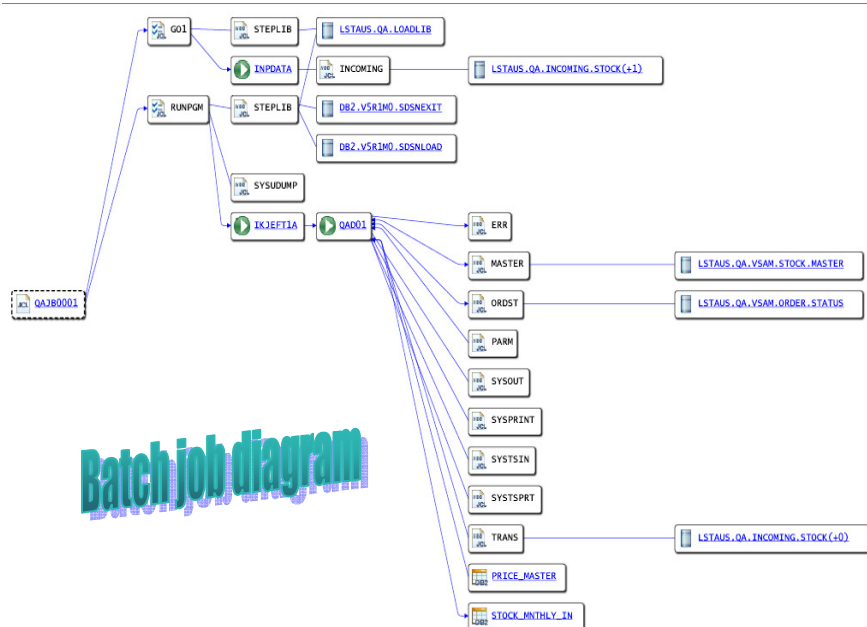 GO1
STEPLIB
LSTAUS.QA.LOADLIB
INPDATA
INCOMING
LSTAUS.QA.INCOMING.STOCK(+1)
RUNPGM
STEPLIB
DB2.V5R1M0.SDSNEXIT
DB2.V5R1M0.SDSNLOAD
SYSUDUMP
IKJEFT1A
QAD01
ERR
MASTER
LSTAUS.QA.VSAM.STOCK.MASTER
QAJB0001
ORDST
LSTAUS.QA.VSAM.ORDER.STATUS
PARM
SYSOUT
SYSPRINT
Batch job diagram
SYSTSIN
SYSTSPRT
TRANS
LSTAUS.QA.INCOMING.STOCK(+0)
PRICE_MASTER
STOCK_MNTHLY_IN